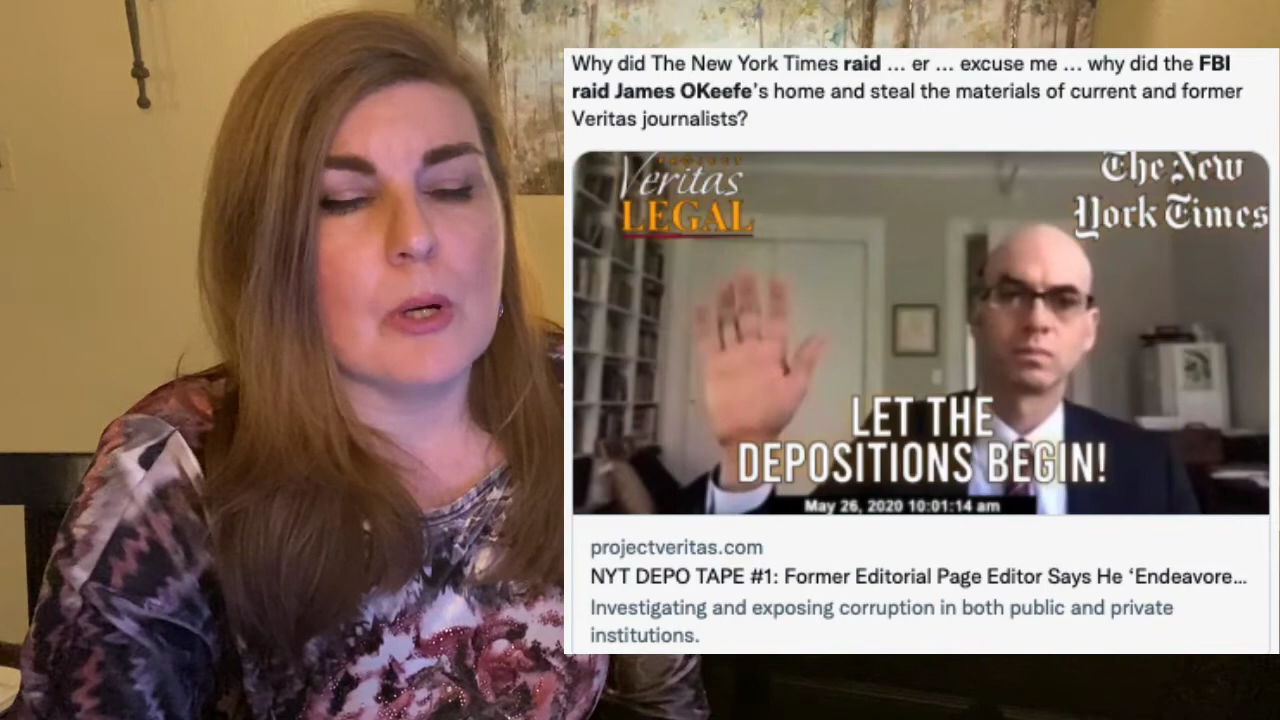 Why did The New York Times raid ... er ... excuse me ... why did the FBI
raid James OKeefe's home and steal the materials of current and former
Veritas journalists?
PROJECT
Veritas
LEGAL
The New
York Times
LET THE
DEPOSITIONS BEGIN!
May 26, 2020 10:01:14 am
projectveritas.com
NYT DEPO TAPE #1: Former Editorial Page Editor Says He ‘Endeavore...
Investigating and exposing corruption in both public and private
institutions.